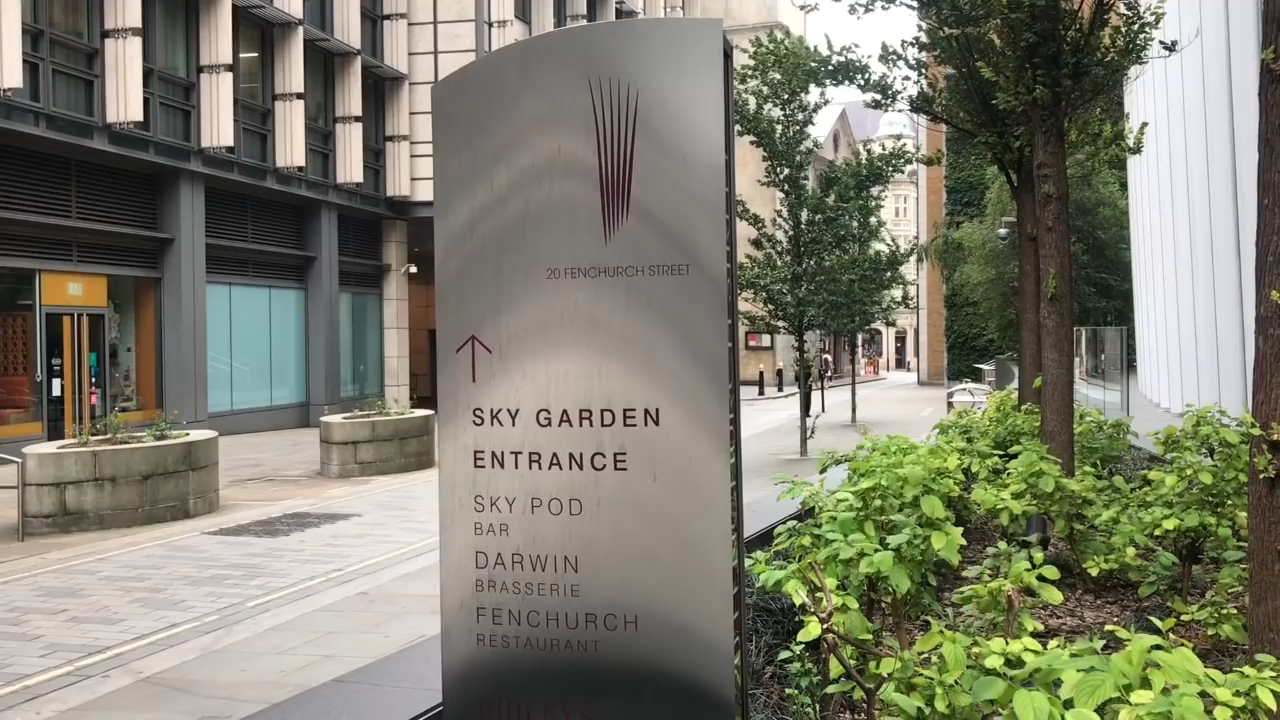 20 FENCHURCH STREET
SKY GARDEN
ENTRANCE
SKY POD
BAR
DARWIN
BRASSERIE
FENCHURCH
RESTAURANT